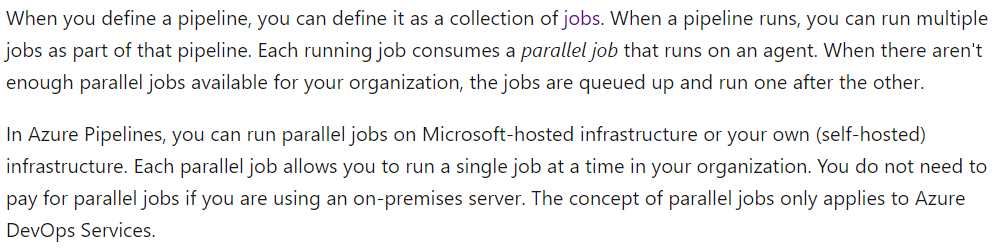 When you define a pipeline, you can define it as a collection of jobs. When a pipeline runs, you can run multiple
jobs as part of that pipeline. Each running job consumes a parallel job that runs on an agent. When there aren't
enough parallel jobs available for your organization, the jobs are queued up and run one after the other.
In Azure Pipelines, you can run parallel jobs on Microsoft-hosted infrastructure or your own (self-hosted)
infrastructure. Each parallel job allows you to run a single job at a time in your organization. You do not need to
pay for parallel jobs if you are using an on-premises server. The concept of parallel jobs only applies to Azure
DevOps Services.